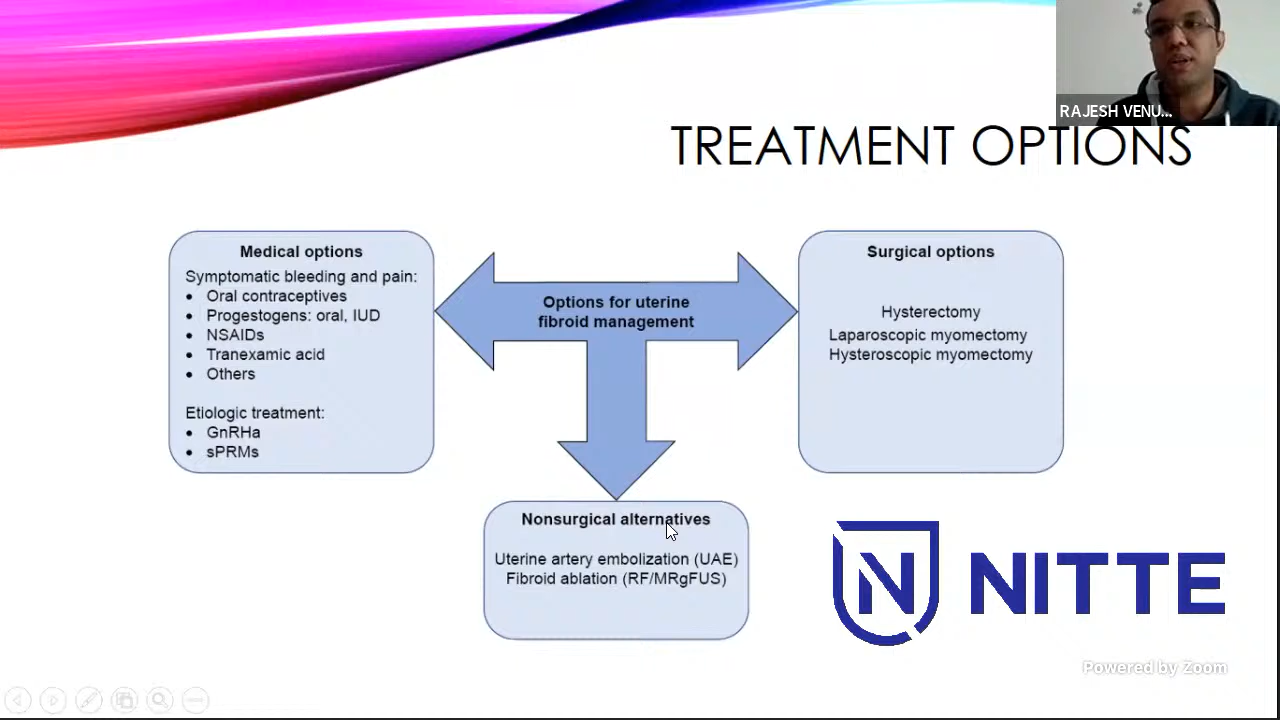 RAJESH VENU...
TREATMENT OPTIONS
Medical options
Symptomatic bleeding and pain:
• Oral contraceptives
• Progestogens: oral, IUD
• NSAIDs
• Tranexamic acid
• Others
Etiologic treatment:
• GnRHa
• sPRMs
Options for uterine
fibroid management
Surgical options
Hysterectomy
Laparoscopic myomectomy
Hysteroscopic myomectomy
Nonsurgical alternatives
Uterine artery embolization (UAE)
Fibroid ablation (RF/MRgFUS)
N NITTE
Powered by Zoom